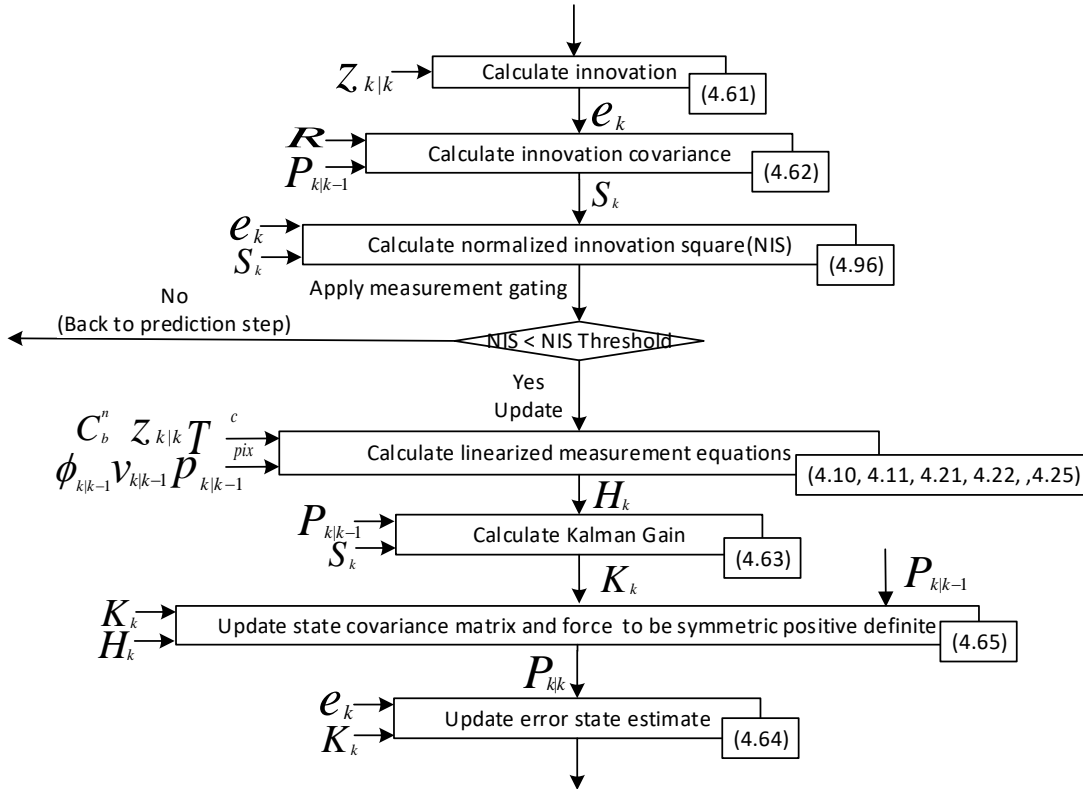 Calculate innovation
z k|k
(4.61)
e k
R
Calculate innovation covariance
P k|k−1
(4.62)
S k
e k
Calculate normalized innovation square(NIS)
S k
(4.96)
Apply measurement gating
No
(Back to prediction step)
NIS < NIS Threshold
Yes
Update
C b n z k|k T c pix
Calculate linearized measurement equations
ϕ k|k−1 v k|k−1 p k|k−1
(4.10, 4.11, 4.21, 4.22, ,4.25)
H k
P k|k−1
Calculate Kalman Gain
S k
(4.63)
K k
P k|k−1
K k
Update state covariance matrix and force to be symmetric positive definite
H k
(4.65)
P k|k
e k
Update error state estimate
K k
(4.64)